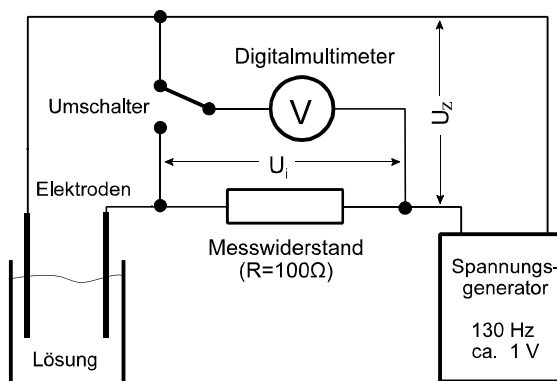 Digitalmultimeter
Umschalter
V
U_Z
U_i
Elektroden
Messwiderstand
(R=100Ω)
Spannungs-
generator
130 Hz
ca. 1 V
Lösung